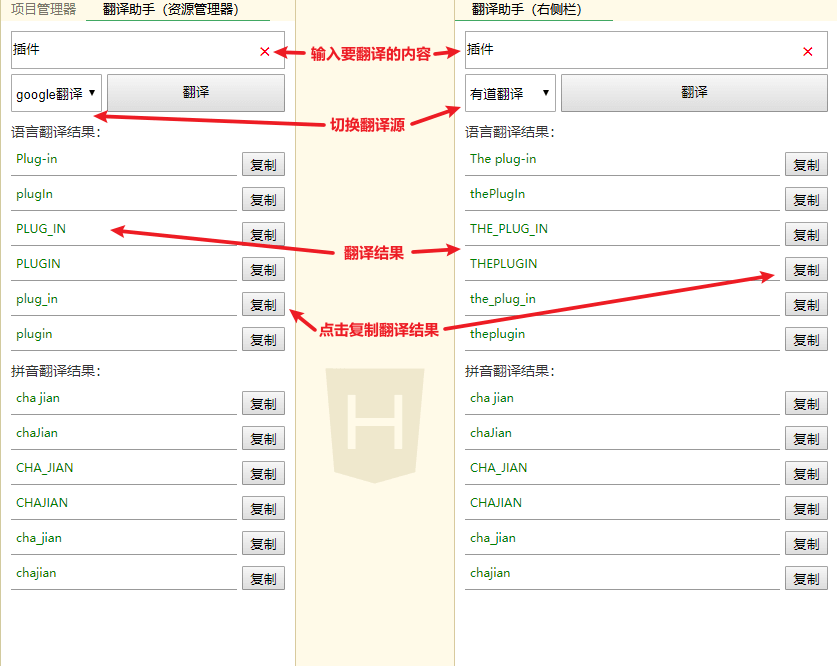 项目管理器 翻译助手（资源管理器）
插件
google翻译 翻译
语言翻译结果：
Plug-in 复制
plugIn 复制
PLUG_IN 复制
PLUGIN 复制
plug_in 复制
plugin 复制
拼音翻译结果：
cha jian 复制
chaJian 复制
CHA_JIAN 复制
CHAJIAN 复制
cha_jian 复制
chajian 复制
输入要翻译的内容
切换翻译源
翻译结果
点击复制翻译结果
H
翻译助手（右侧栏）
插件
有道翻译 翻译
语言翻译结果：
The plug-in 复制
thePlugIn 复制
THE_PLUG_IN 复制
THEPLUGIN 复制
the_plug_in 复制
theplugin 复制
拼音翻译结果：
cha jian 复制
chaJian 复制
CHA_JIAN 复制
CHAJIAN 复制
cha_jian 复制
chajian 复制